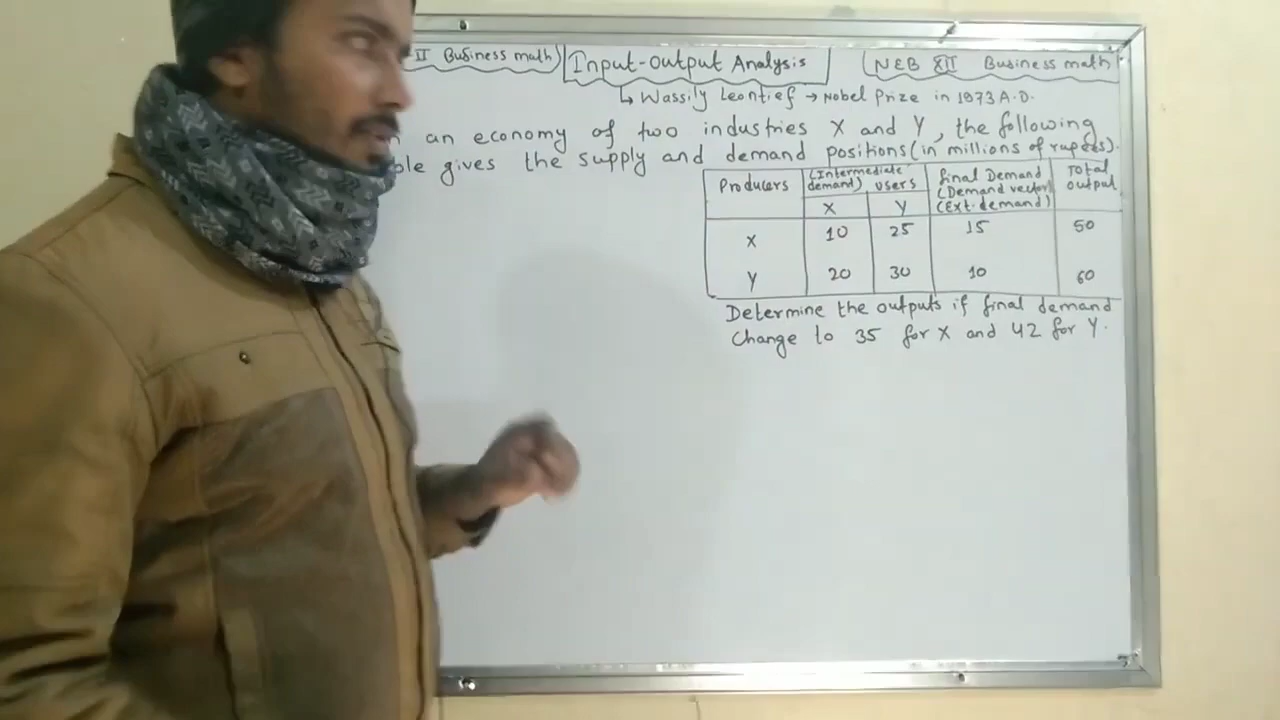 II Business math
Input-Output Analysis
NEB XII Business math
↳ Wassily Leontief → Nobel Prize in 1973 A.D.
an economy of two industries X and Y, the following
gives the supply and demand positions (in millions of rupees).
Producers (Intermediate demand) users Final Demand (Demand vector) (Ext. demand) Total output
X Y
X 10 25 15 50
Y 20 30 10 60
Determine the outputs if final demand
change to 35 for X and 42 for Y.